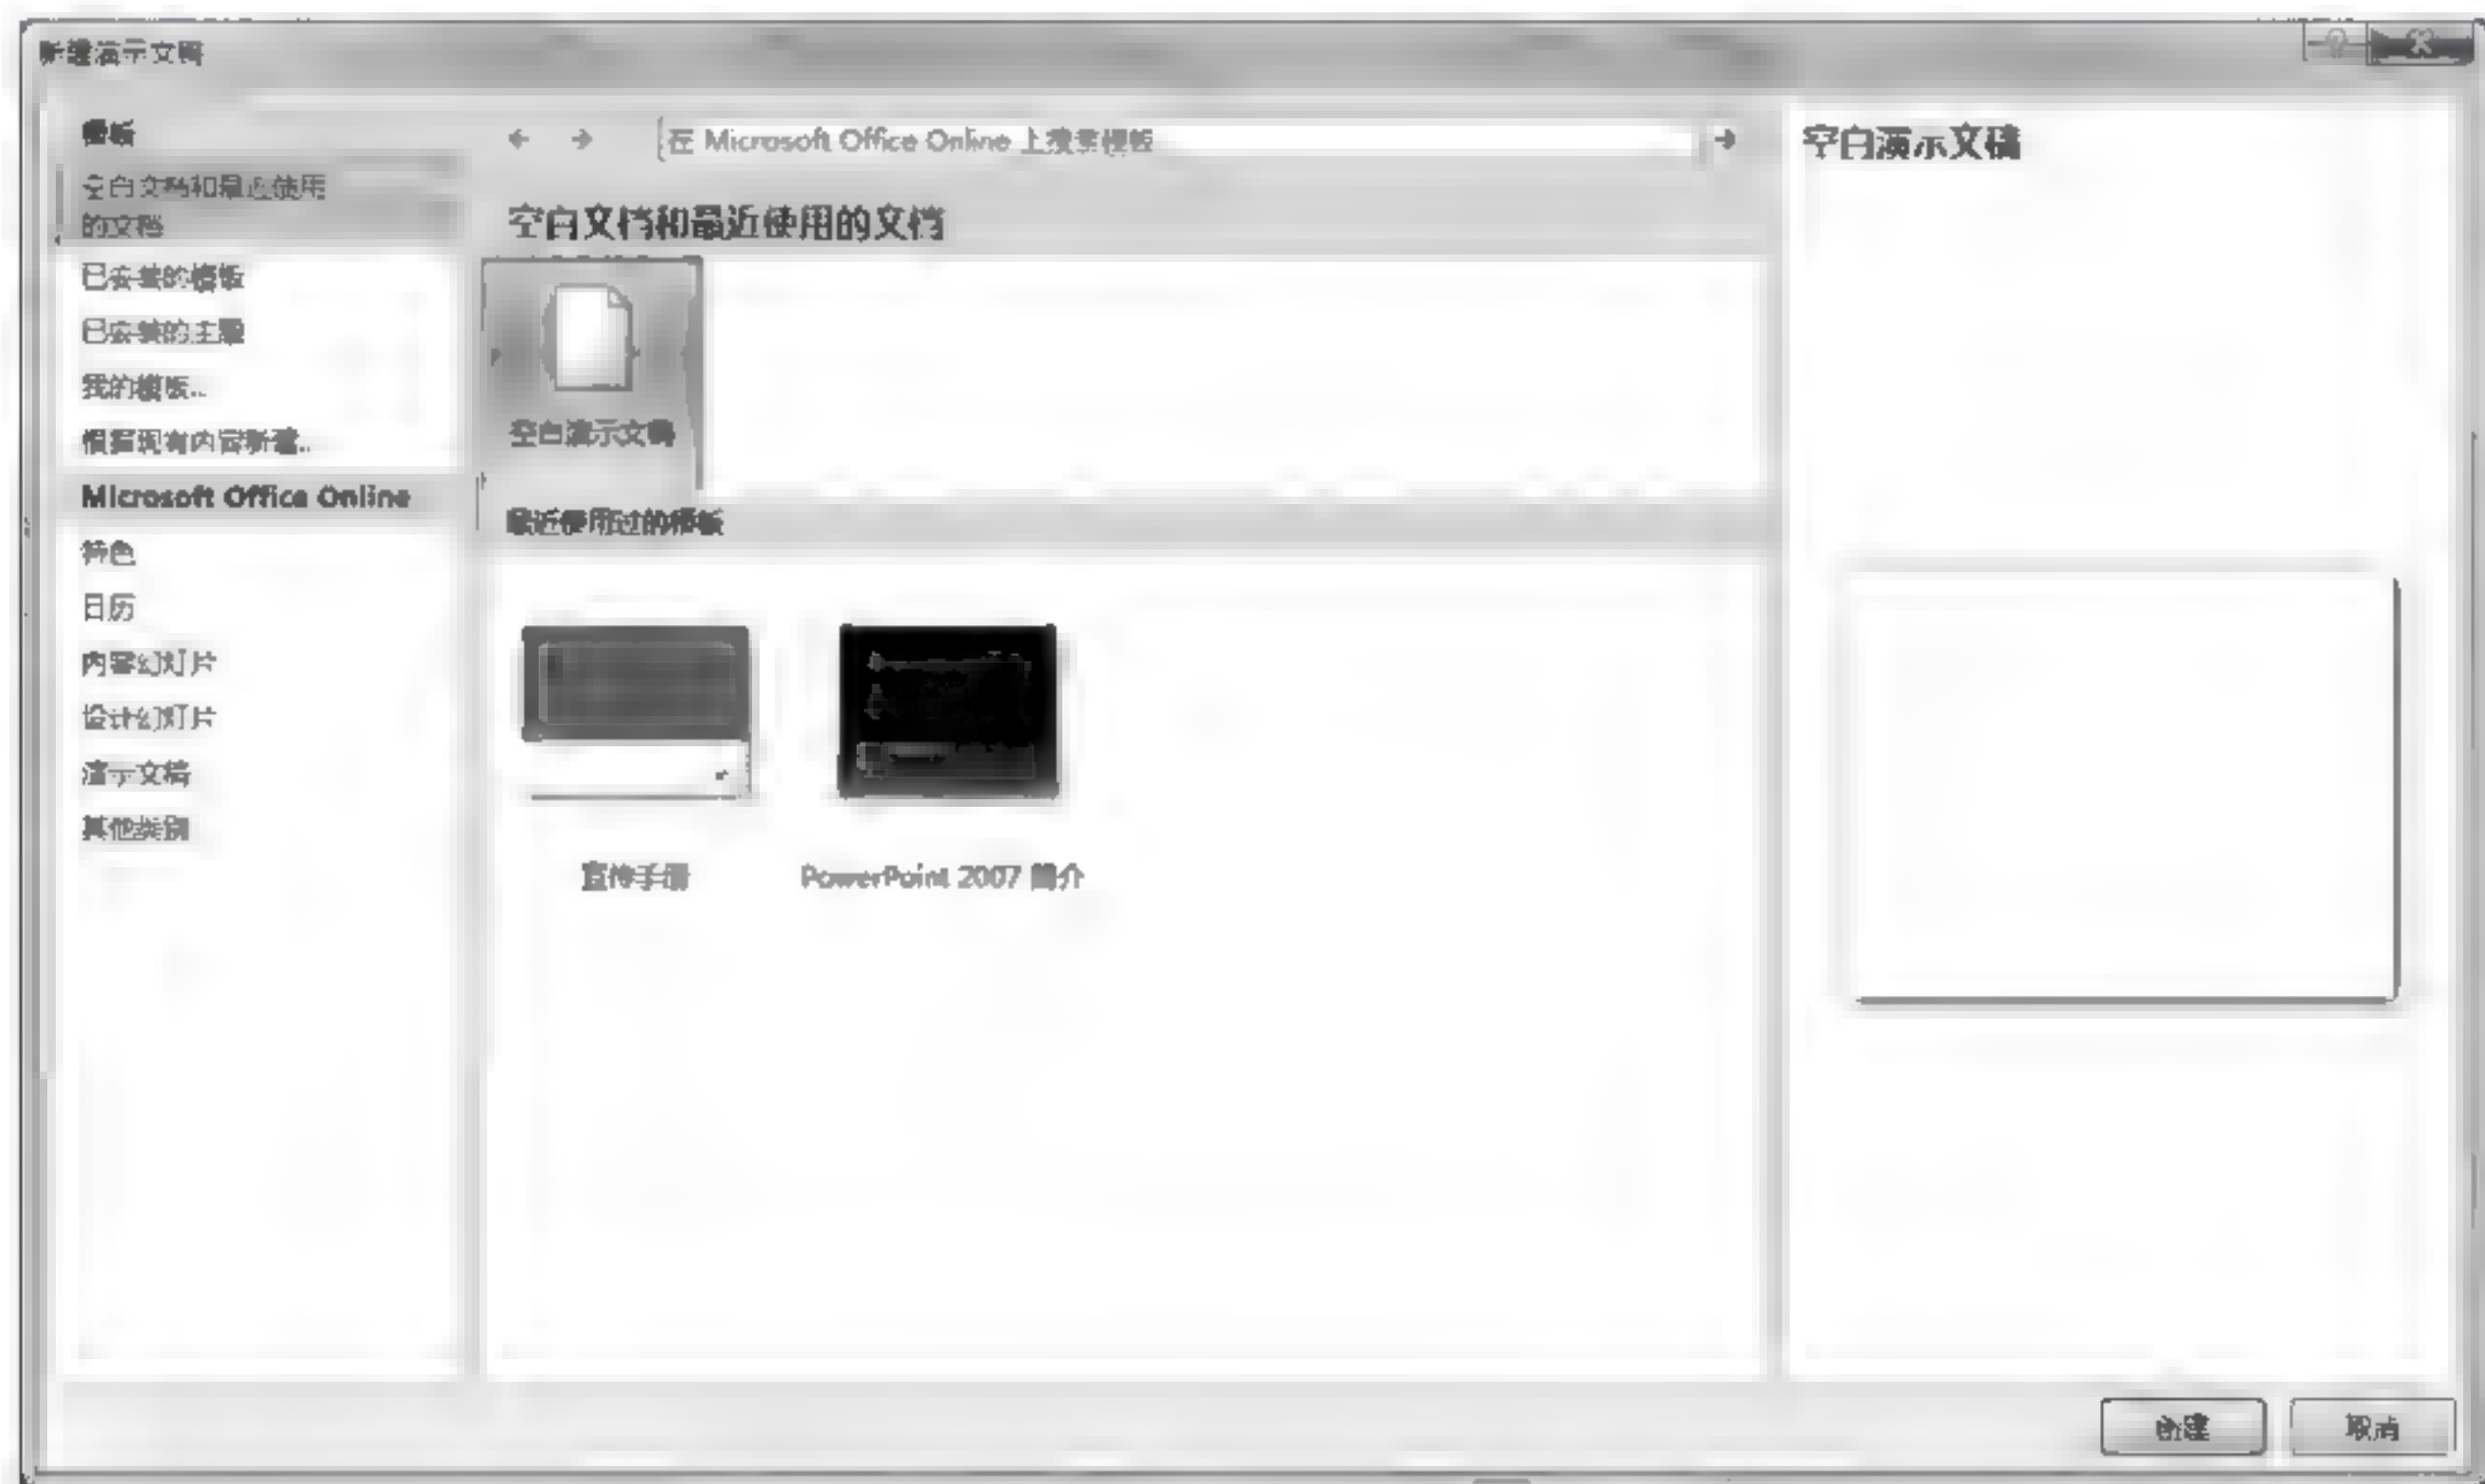 新建演示文稿
模板
空白文档和最近使用
的文档
已安装的模板
已安装的主题
我的模板...
根据现有内容新建...
Microsoft Office Online
特色
日历
内容幻灯片
设计幻灯片
演示文稿
其他类别
在 Microsoft Office Online 上搜索模板
空白文档和最近使用的文档
空白演示文稿
最近使用过的模板
宣传手册
PowerPoint 2007 简介
空白演示文稿
创建
取消